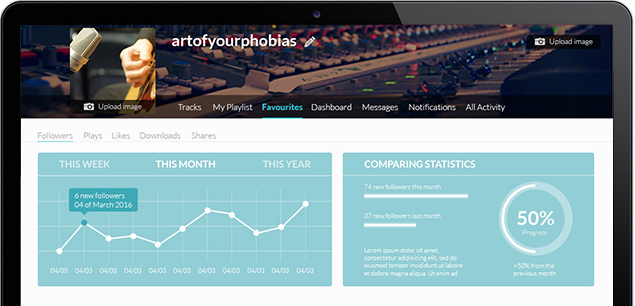 artofyourphobias
Upload image
Upload image
Tracks My Playlist Favourites Dashboard Messages Notifications All Activity
Followers Plays Likes Downloads Shares
THIS WEEK THIS MONTH THIS YEAR
6 new followers
04 of March 2016
04/03 04/03 04/03 04/03 04/03 04/03 04/03 04/03 04/03 04/03 04/03
COMPARING STATISTICS
74 new followers this month
37 new followers last month
Lorem ipsum dolor sit amet,
consectetur adipiscing elit, sed do
eiusmod tempor incididunt ut labore
et dolore magna aliqua. Ut enim ad
50%
Progress
+50% from the
previous month